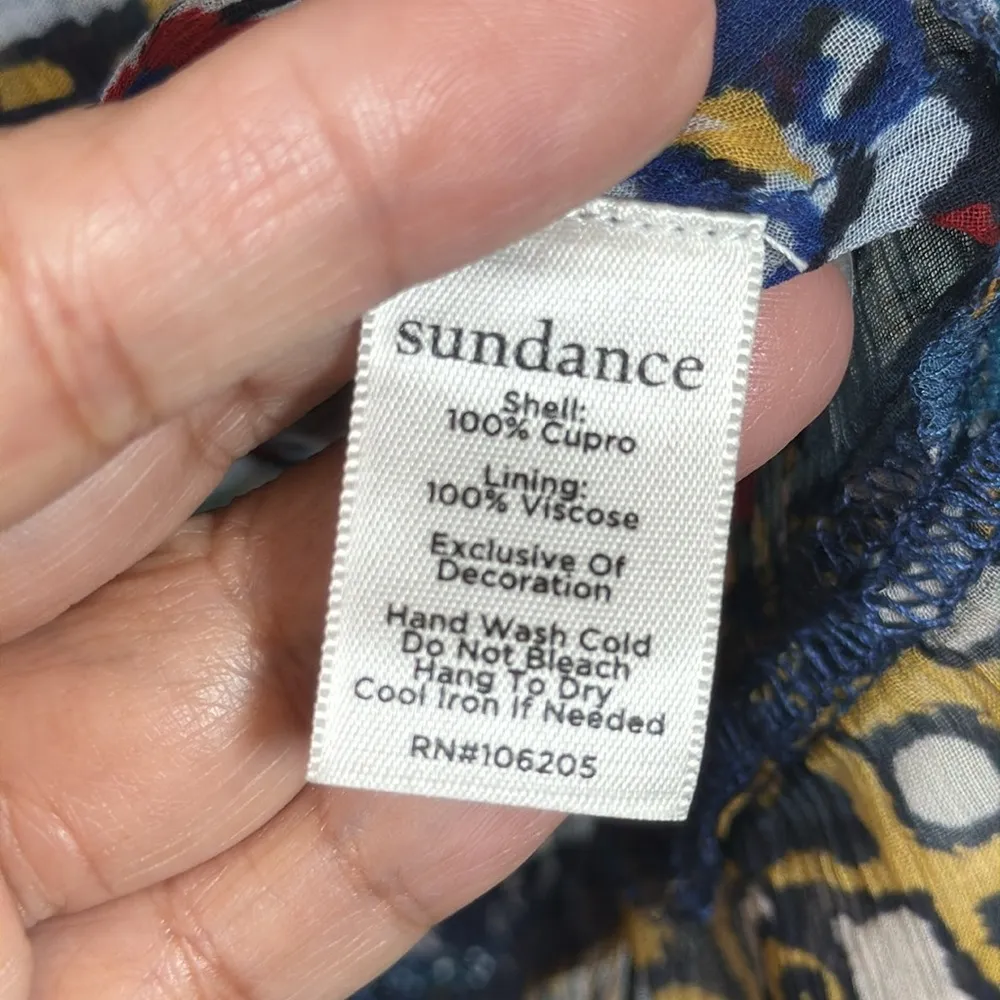 sundance
Shell:
100% Cupro
Lining:
100% Viscose
Exclusive Of
Decoration
Hand Wash Cold
Do Not Bleach
Hang To Dry
Cool Iron If Needed
RN#106205